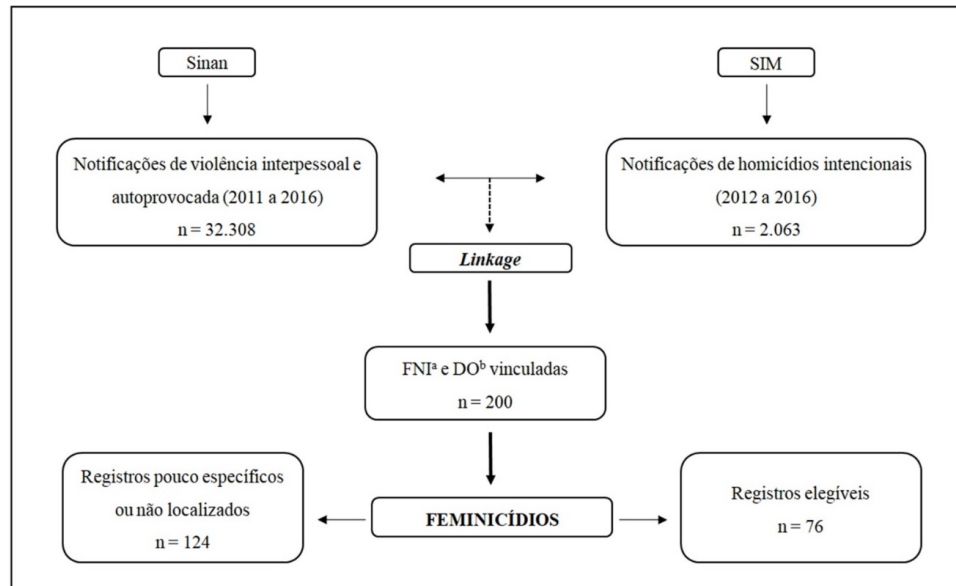 Sinan
SIM
Notificações de violência interpessoal e
autoprovocada (2011 a 2016)
n = 32.308
Notificações de homicídios intencionais
(2012 a 2016)
n = 2.063
Linkage
FNIᵃ e DOᵇ vinculadas
n = 200
Registros pouco específicos
ou não localizados
n = 124
FEMINICÍDIOS
Registros elegíveis
n = 76